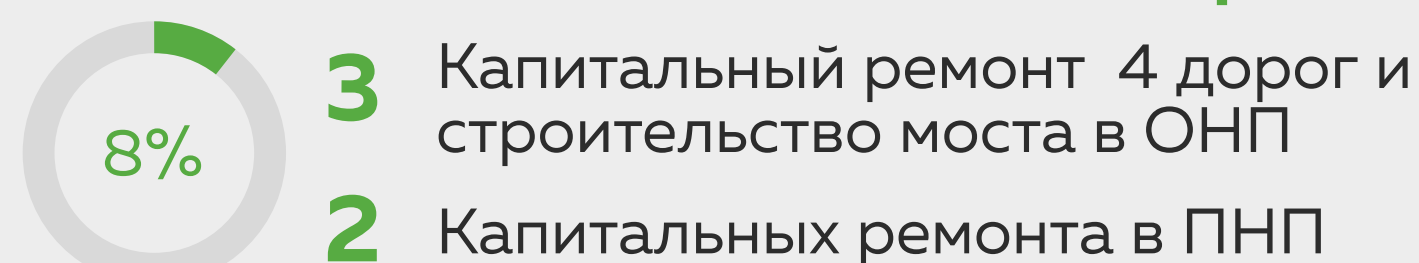 8%
3
Капитальный ремонт 4 дорог и
строительство моста в ОНП
2
Капитальных ремонта в ПНП